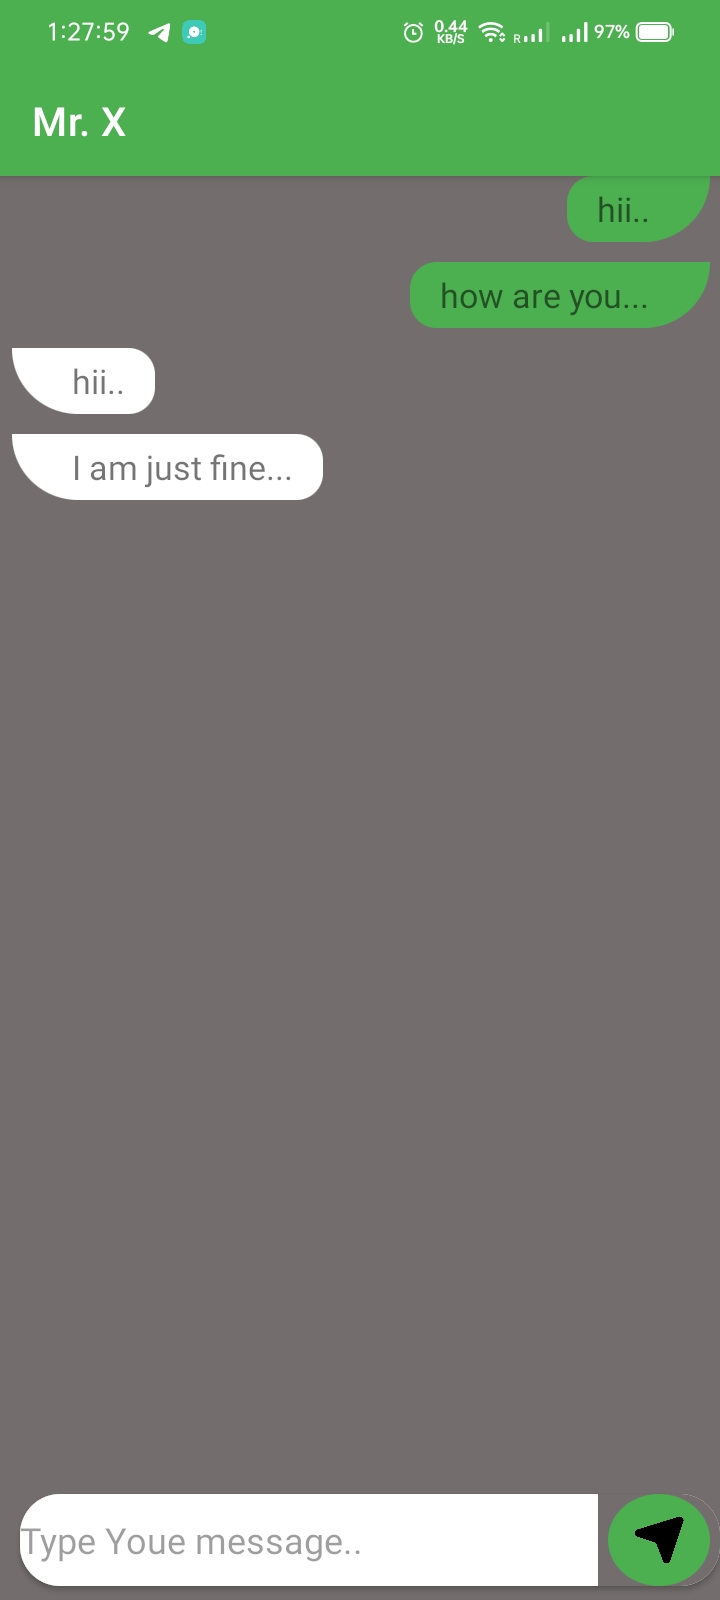 1:27:59 0.44 KB/S R 97%
Mr. X
hii..
how are you...
hii..
I am just fine...
Type Youe message..